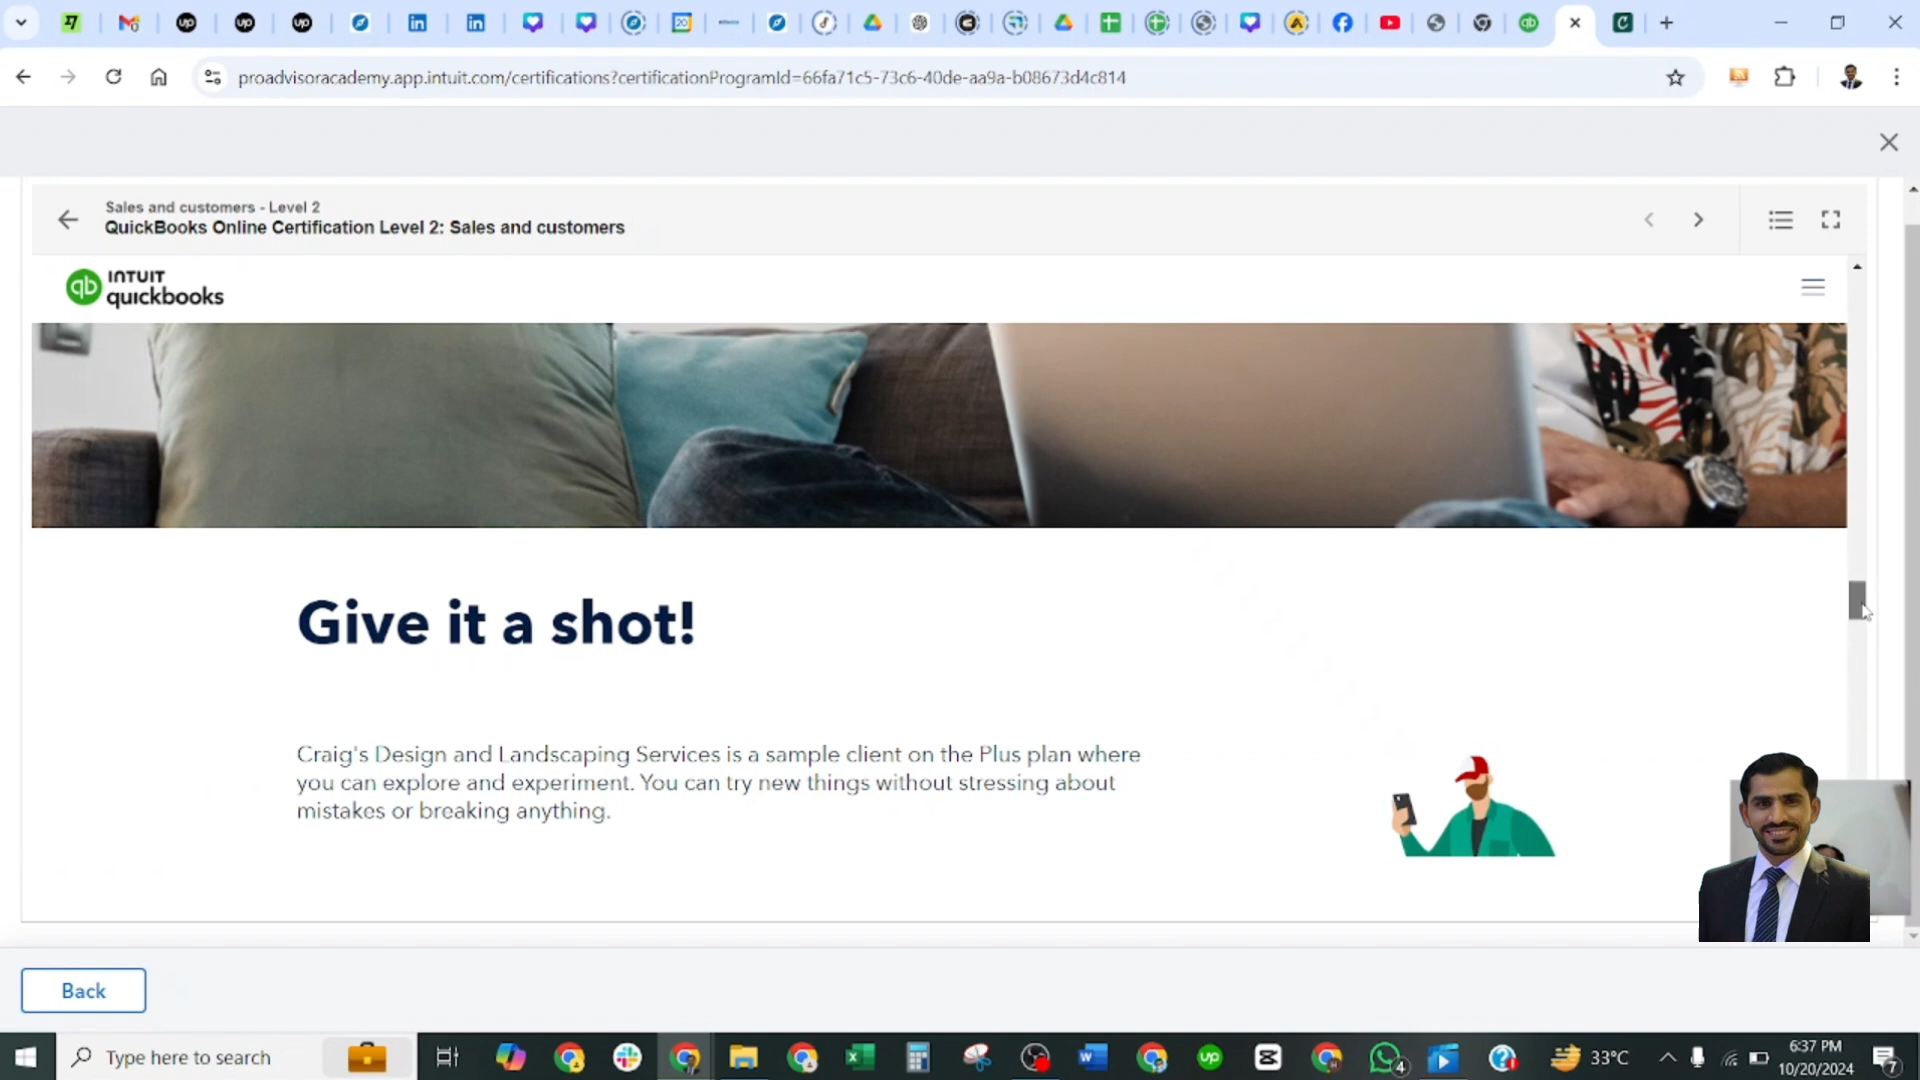 proadvisoracademy.app.intuit.com/certifications?certificationProgramId=66fa71c5-73c6-40de-aa9a-b08673d4c814
Sales and customers - Level 2
QuickBooks Online Certification Level 2: Sales and customers
INTUIT
quickbooks
Give it a shot!
Craig's Design and Landscaping Services is a sample client on the Plus plan where
you can explore and experiment. You can try new things without stressing about
mistakes or breaking anything.
Back
Type here to search
33°C
6:37 PM
10/20/2024